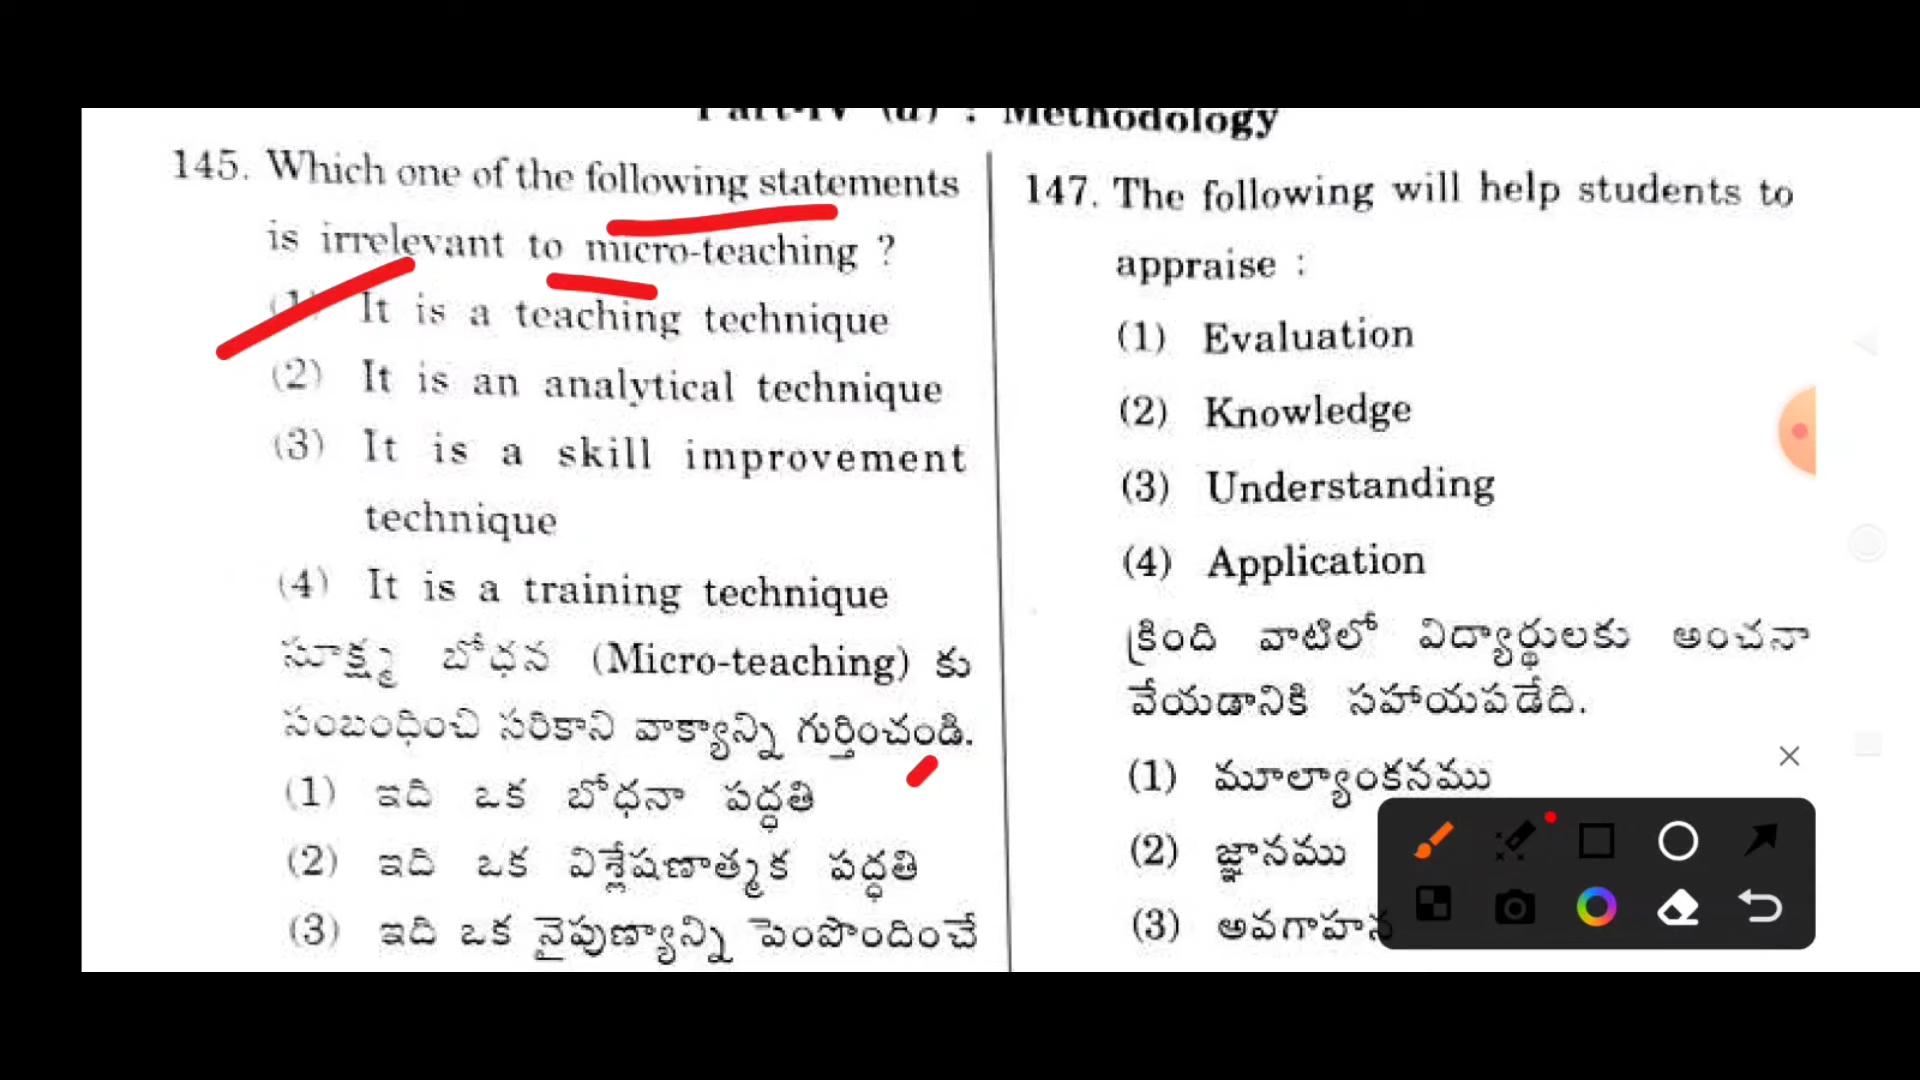 Part-IV (d) : Methodology
145. Which one of the following statements
is irrelevant to micro-teaching ?
(1) It is a teaching technique
(2) It is an analytical technique
(3) It is a skill improvement
technique
(4) It is a training technique
సూక్ష్మ బోధన (Micro-teaching) కు
సంబంధించి సరికాని వాక్యాన్ని గుర్తించండి.
(1) ఇది ఒక బోధనా పద్ధతి
(2) ఇది ఒక విశ్లేషణాత్మక పద్ధతి
(3) ఇది ఒక నైపుణ్యాన్ని పెంపొందించే
147. The following will help students to
appraise :
(1) Evaluation
(2) Knowledge
(3) Understanding
(4) Application
క్రింది వాటిలో విద్యార్థులకు అంచనా
వేయడానికి సహాయపడేది.
(1) మూల్యాంకనము
(2) జ్ఞానము
(3) అవగాహన